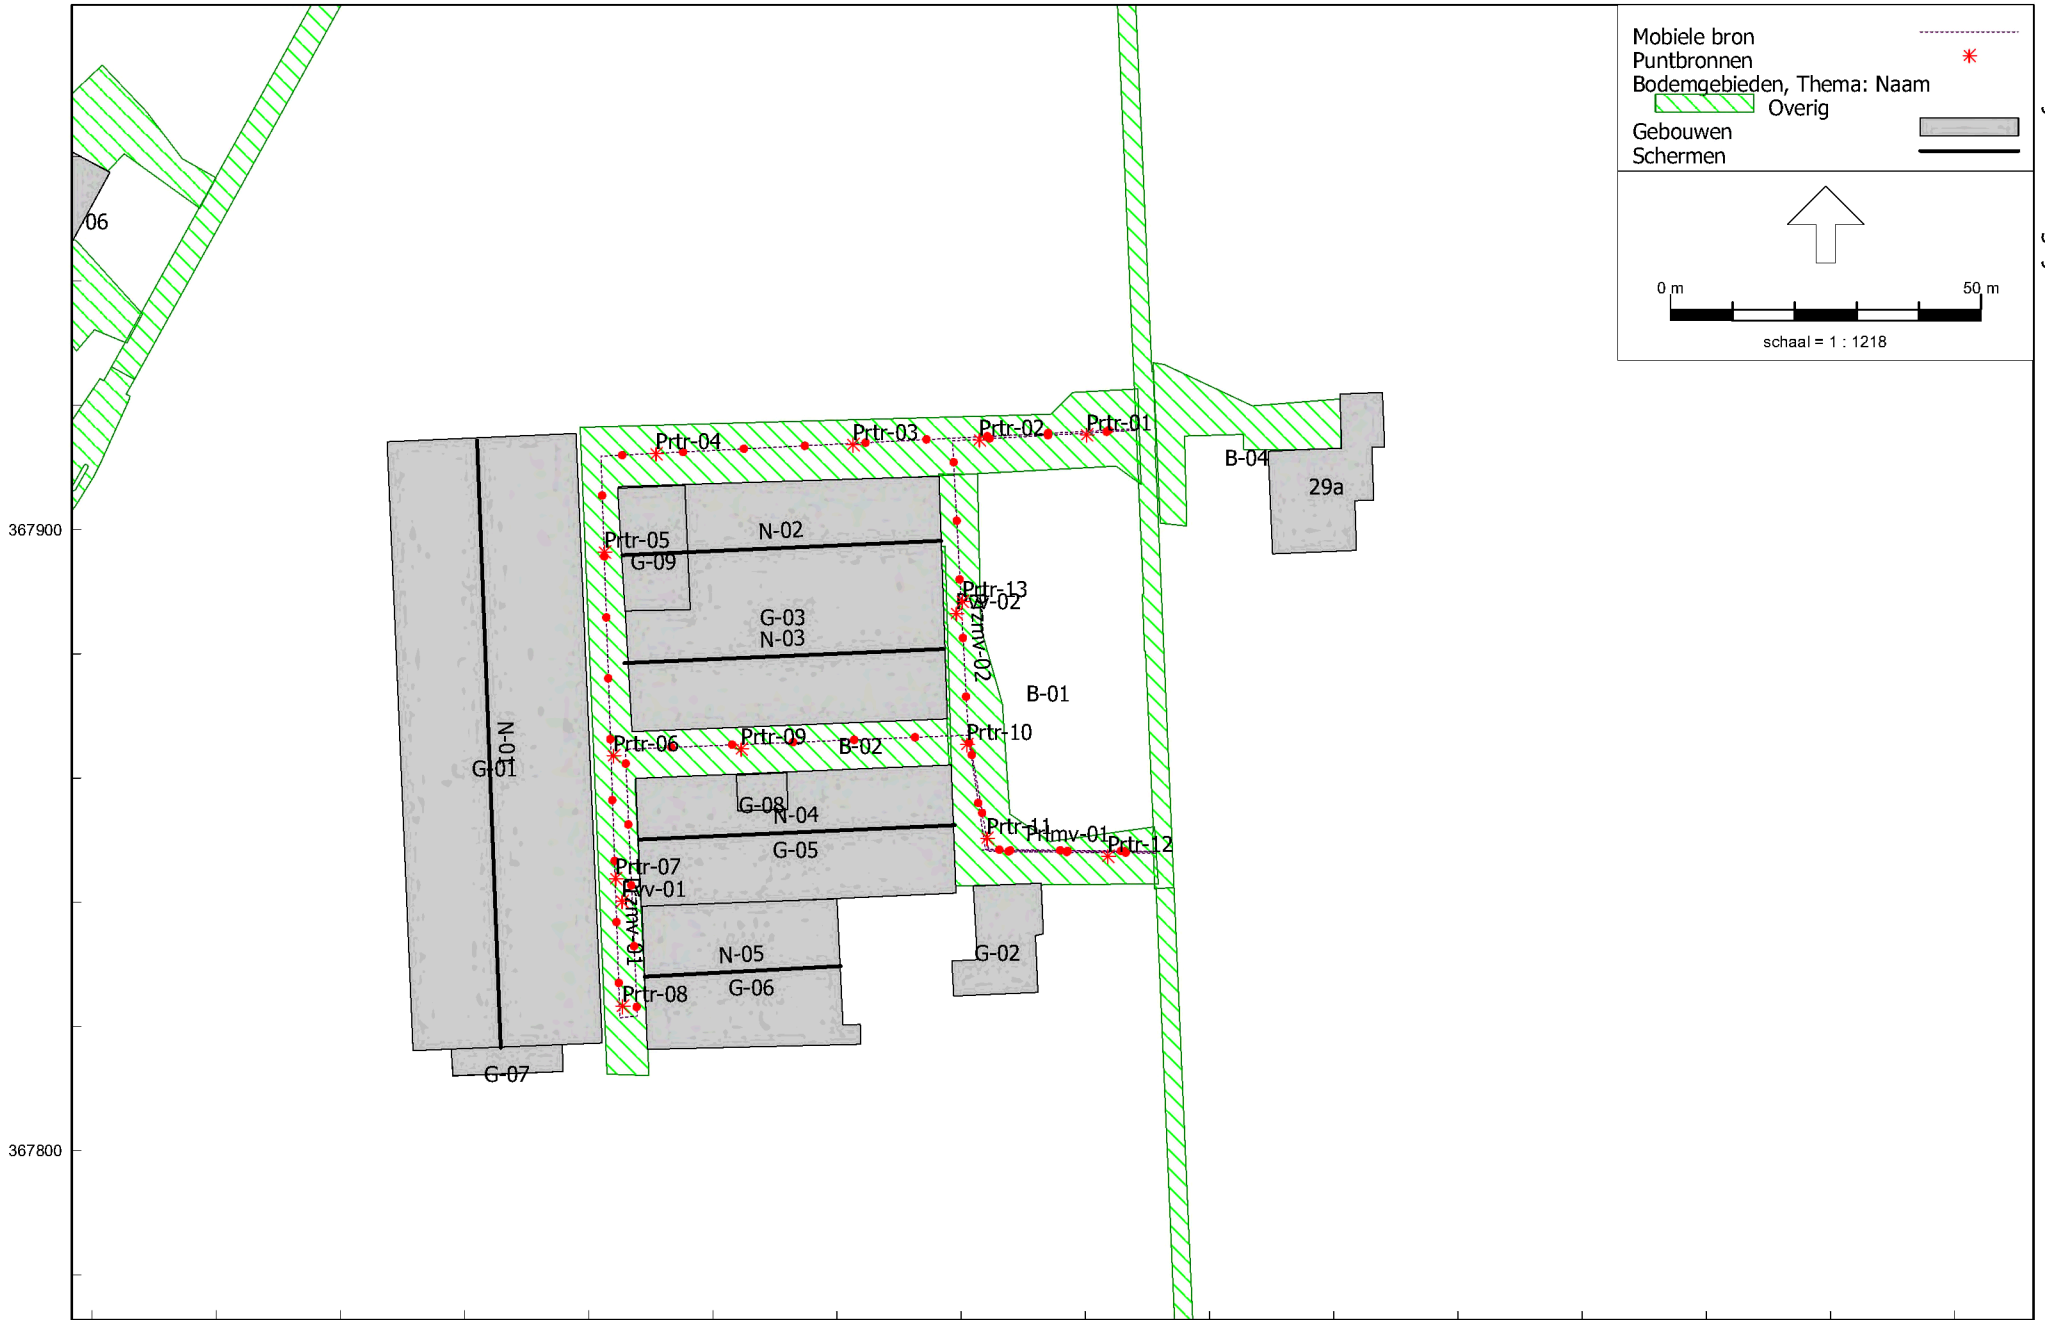 Mobiele bron
Puntbronnen
Bodemgebieden, Thema: Naam
Overig
Gebouwen
Schermen
0 m
50 m
schaal = 1 : 1218
06
Prtr-01
Prtr-02
Prtr-03
Prtr-04
B-04
29a
367900
N-02
Prtr-05
G-09
Prtr-13
G-03
N-03
B-01
N-01
G-01
Prtr-06
Prtr-09
B-02
Prtr-10
G-08
N-04
G-05
Prtr-11
Prlmv-01
Prtr-12
Prtr-07
N-05
G-02
G-06
Prtr-08
G-07
367800